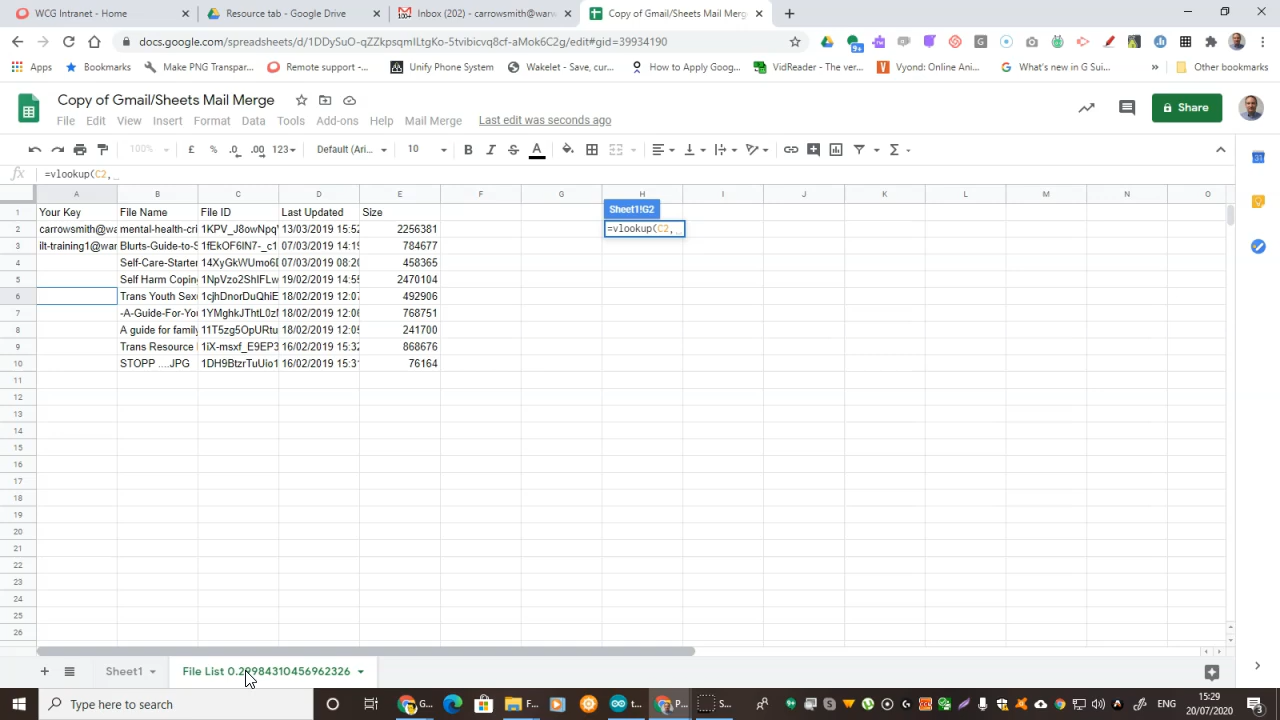 WCG Intranet
Resource tab - Google Drive
Inbox (202) - carrowsmith@warw
Copy of Gmail/Sheets Mail Merge
docs.google.com/spreadsheets/d/1DDySuO-qZZkpsqmILtgKo-5tvibicvq8cf-aMok6C2g/edit#gid=39934190
Apps
Bookmarks
Make PNG Transpar...
Remote support -...
Unify Phone System
Wakelet - Save, cur...
How to Apply Goog...
VidReader - The ver...
Vyond: Online Ani...
What's new in G Sui...
»
Other bookmarks
Copy of Gmail/Sheets Mail Merge
File Edit View Insert Format Data Tools Add-ons Help Mail Merge Last edit was seconds ago
Share
100% £ % .0 .00 123 Default (Ari... 10 B I S A
fx =vlookup(C2,
A B C D E F G H I J K L M N O
Sheet1!G2
1 Your Key File Name File ID Last Updated Size
2 carrowsmith@wa mental-health-cri 1KPV_J8owNpq 13/03/2019 15:52 2256381 =vlookup(C2,
3 ilt-training1@war Blurts-Guide-to-S 1fEkOF6IN7-_c1 07/03/2019 14:19 784677
4 Self-Care-Starter 14XyGkWUmo6 07/03/2019 08:20 458365
5 Self Harm Coping 1NpVzo2ShIFLw 19/02/2019 14:55 2470104
6 Trans Youth Sex 1cjhDnorDuQhiE 18/02/2019 12:07 492906
7 -A-Guide-For-You 1YMghkJThtL0z 18/02/2019 12:06 768751
8 A guide for family 11T5zg5OpURtu 18/02/2019 12:05 241700
9 Trans Resource 1iX-msxf_E9EP3 16/02/2019 15:32 868676
10 STOPP ....JPG 1DH9BtzrTuUio1 16/02/2019 15:31 76164
11
12
13
14
15
16
17
18
19
20
21
22
23
24
25
26
Sheet1
File List 0.22984310456962326
Type here to search
G...
F...
t...
P...
S...
ENG
15:29
20/07/2020